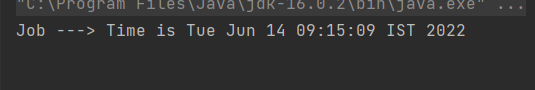 "C:\Program Files\Java\jdk-16.0.2\bin\java.exe" ...
Job ---> Time is Tue Jun 14 09:15:09 IST 2022